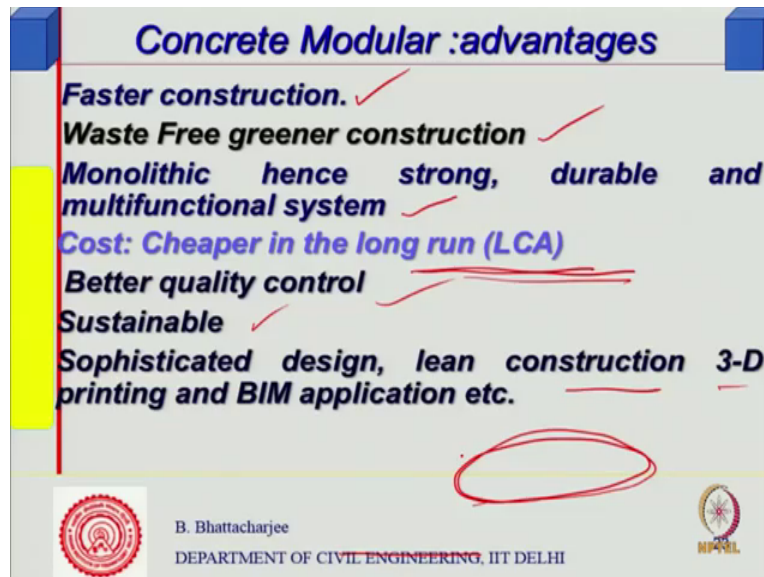 Concrete Modular :advantages
Faster construction.
Waste Free greener construction
Monolithic hence strong, durable and
multifunctional system
Cost: Cheaper in the long run (LCA)
Better quality control
Sustainable
Sophisticated design, lean construction 3-D
printing and BIM application etc.
B. Bhattacharjee
DEPARTMENT OF CIVIL ENGINEERING, IIT DELHI
NPTEL